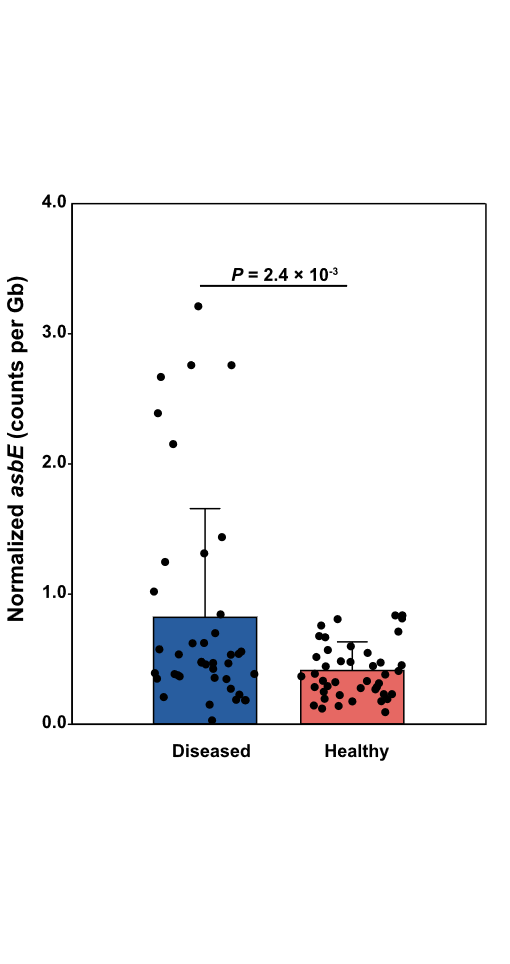 4.0
P = 2.4 × 10-3
3.0
2.0
1.0
0.0
Normalized asbE (counts per Gb)
Diseased
Healthy